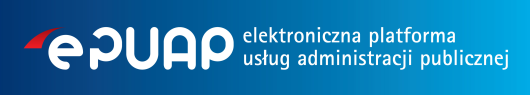 ePUAP
elektroniczna platforma
usług administracji publicznej